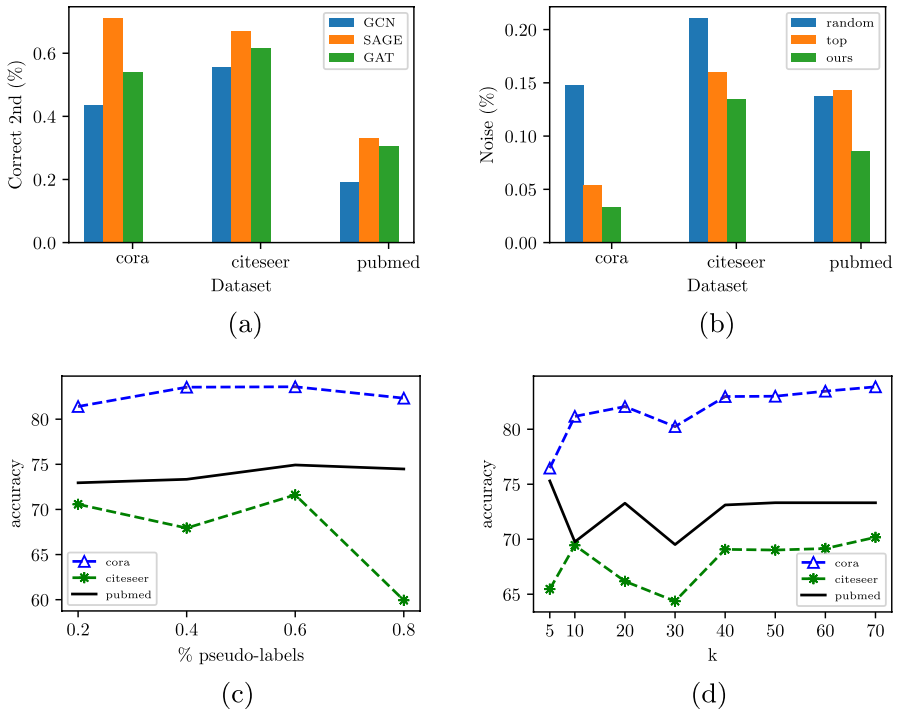 Correct 2nd (%)
0.6
0.4
0.2
0.0
GCN
SAGE
GAT
cora
citeseer
pubmed
Dataset
(a)
Noise (%)
0.20
0.15
0.10
0.05
0.00
random
top
ours
cora
citeseer
pubmed
Dataset
(b)
accuracy
80
75
70
65
60
cora
citeseer
pubmed
0.2 0.4 0.6 0.8
% pseudo-labels
(c)
accuracy
80
75
70
65
cora
citeseer
pubmed
5 10 20 30 40 50 60 70
k
(d)